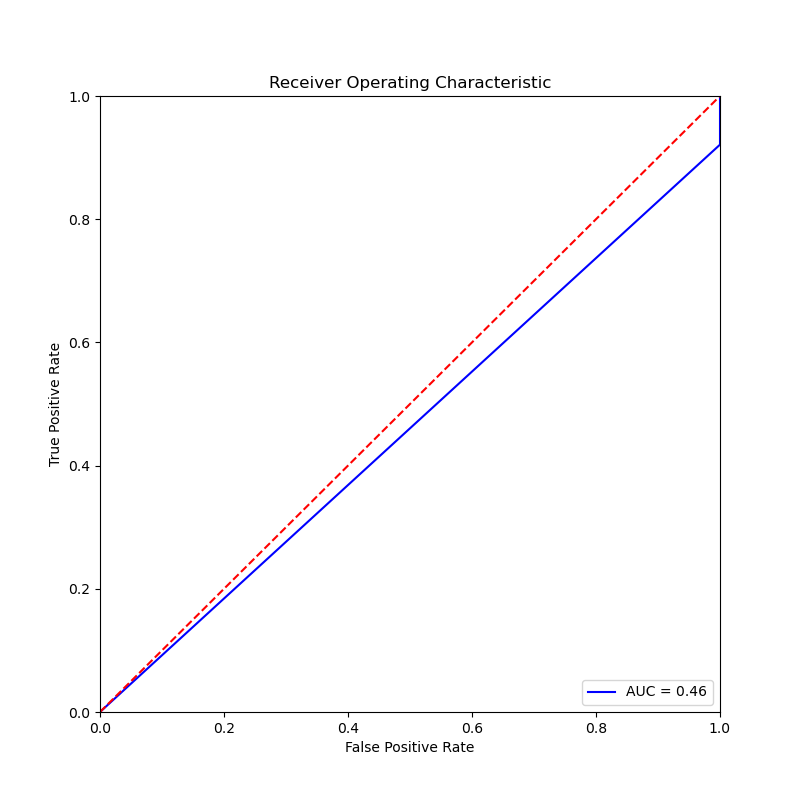 Receiver Operating Characteristic
1.0
0.8
0.6
0.4
0.2
0.0
True Positive Rate
AUC = 0.46
0.0 0.2 0.4 0.6 0.8 1.0
False Positive Rate